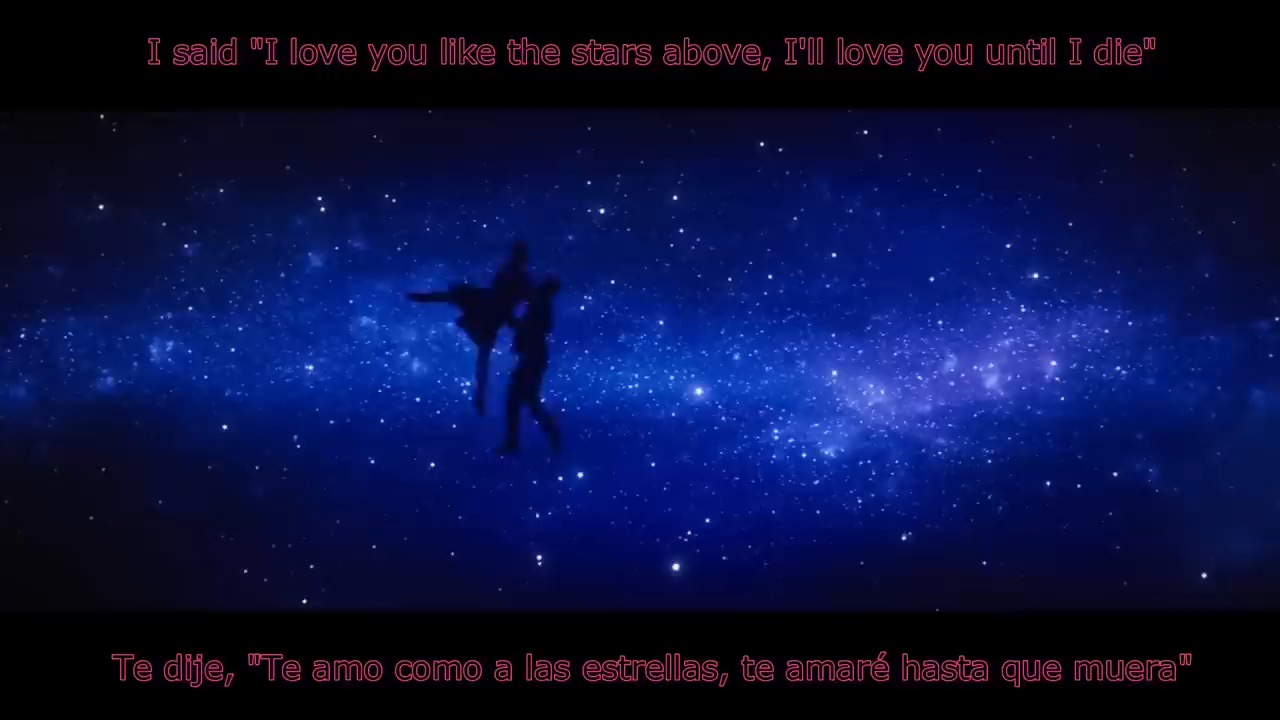 I said "I love you like the stars above, I'll love you until I die"
Te dije, "Te amo como a las estrellas, te amaré hasta que muera"